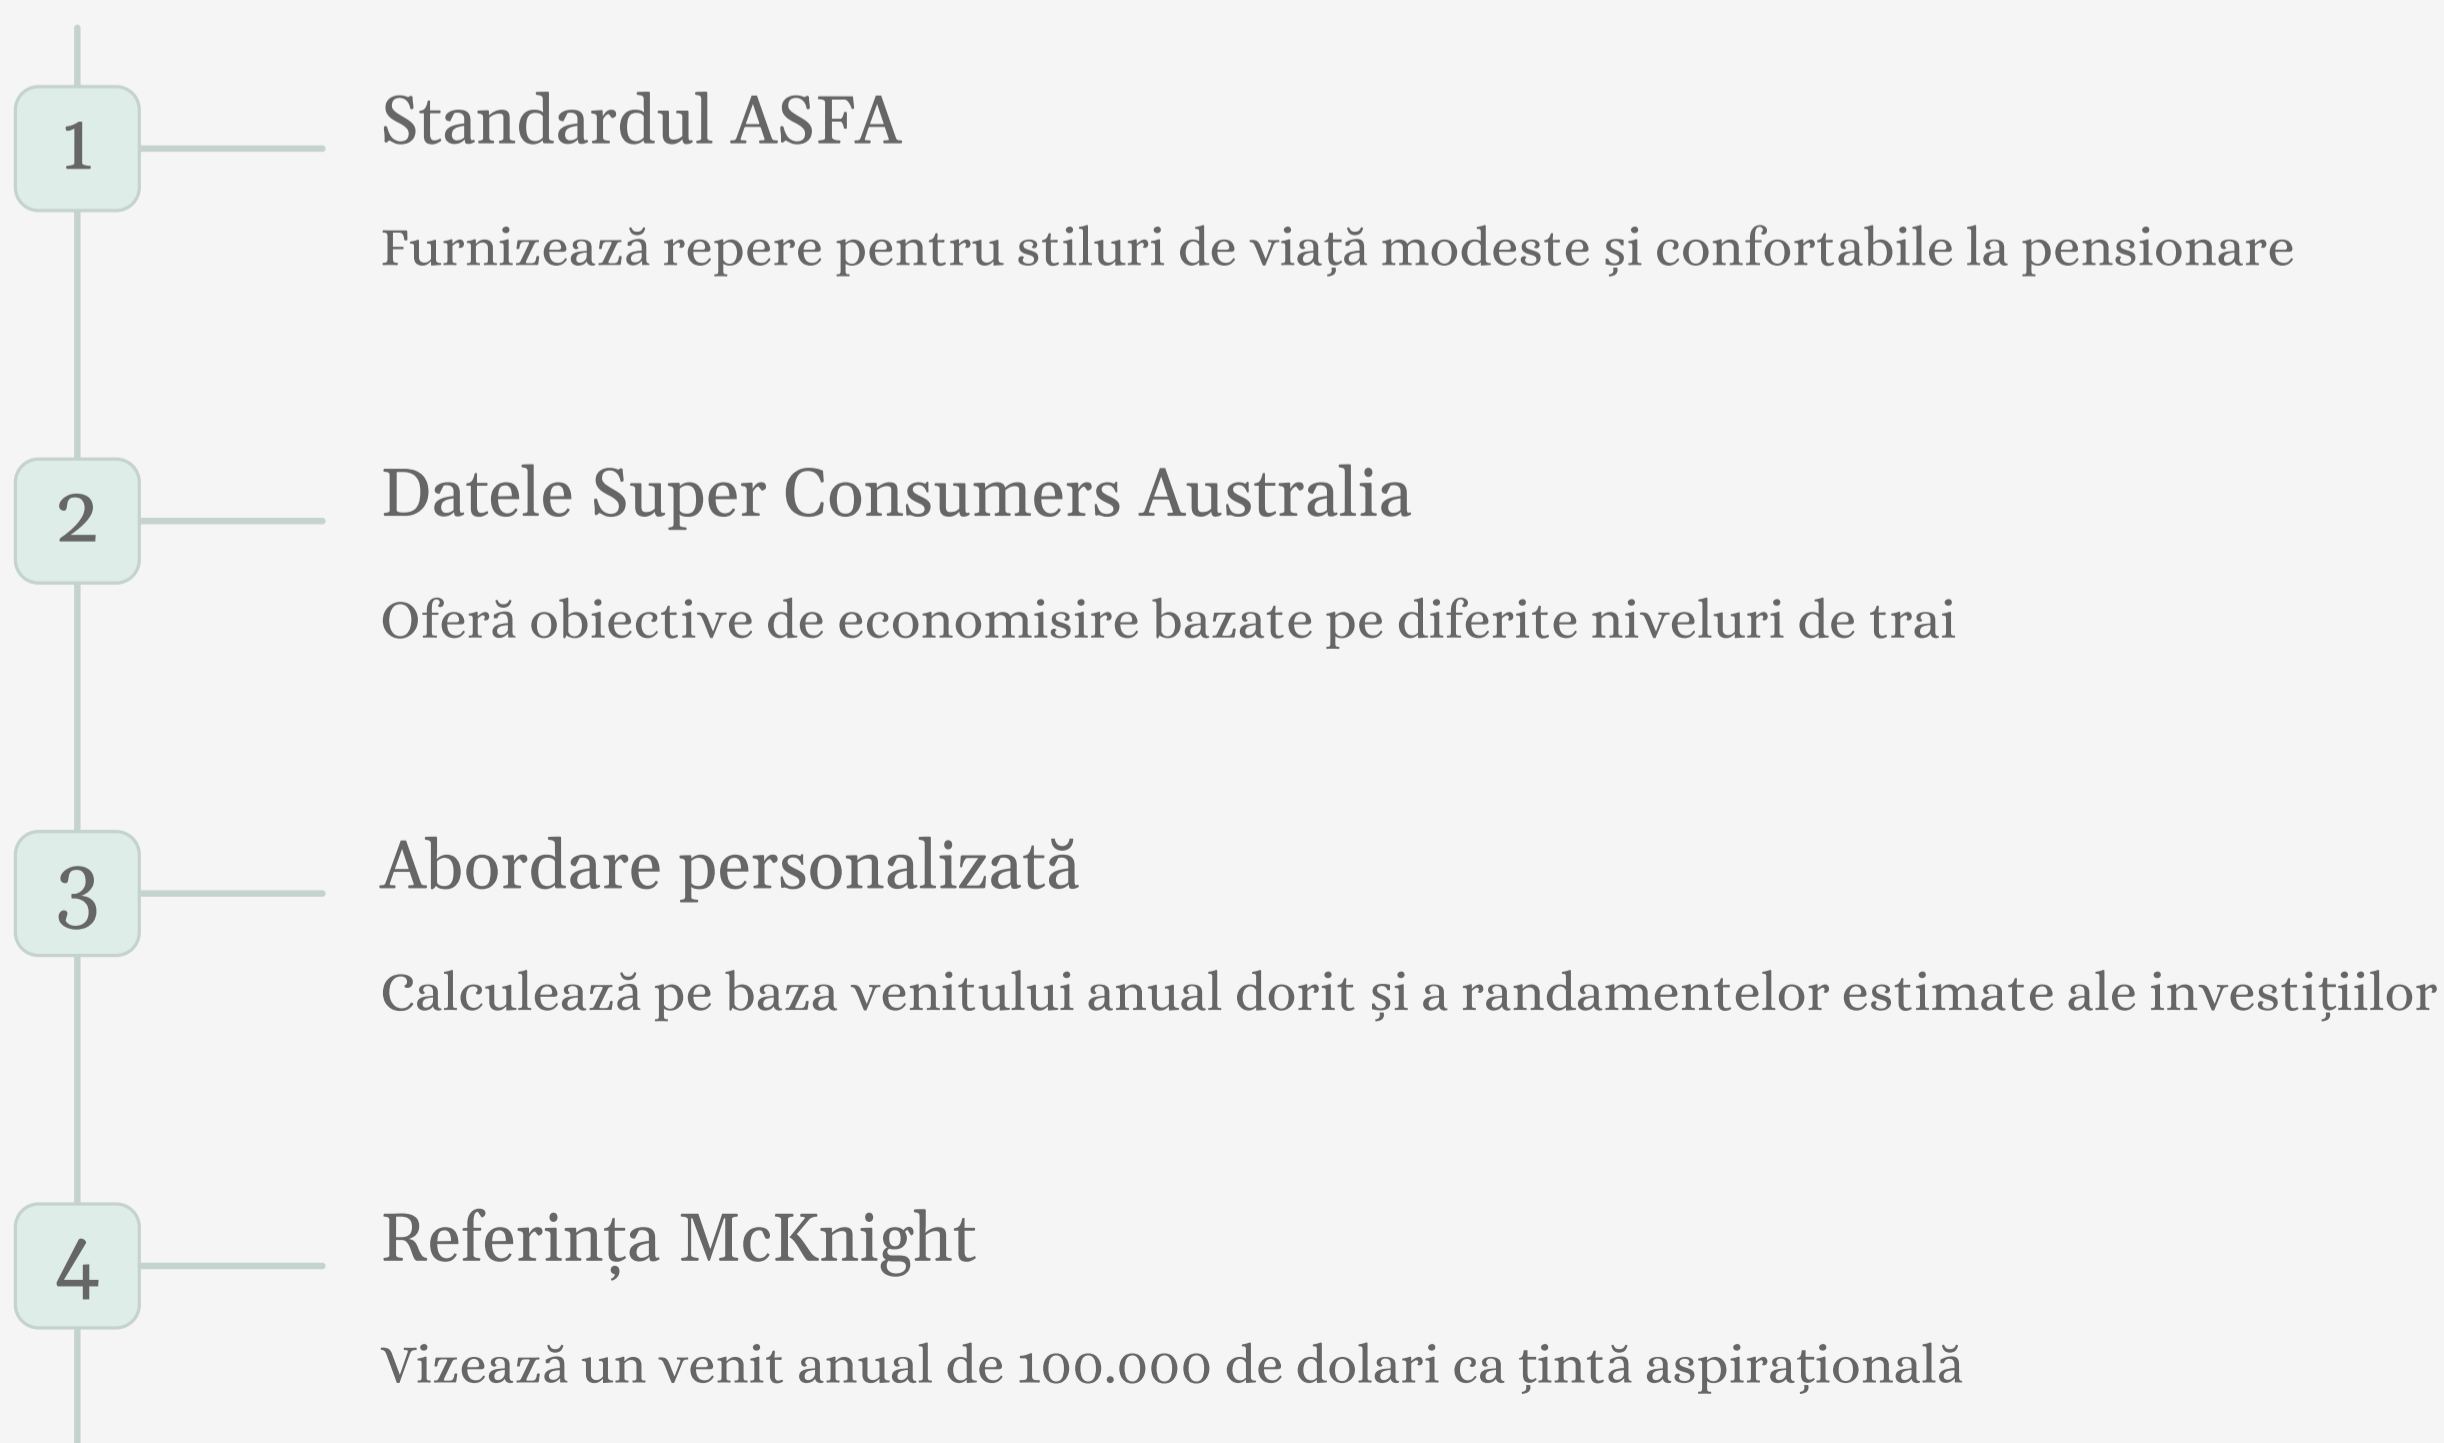 1
Standardul ASFA
Furnizează repere pentru stiluri de viață modeste și confortabile la pensionare
2
Datele Super Consumers Australia
Oferă obiective de economisire bazate pe diferite niveluri de trai
3
Abordare personalizată
Calculează pe baza venitului anual dorit și a randamentelor estimate ale investițiilor
4
Referința McKnight
Vizează un venit anual de 100.000 de dolari ca țintă aspirațională